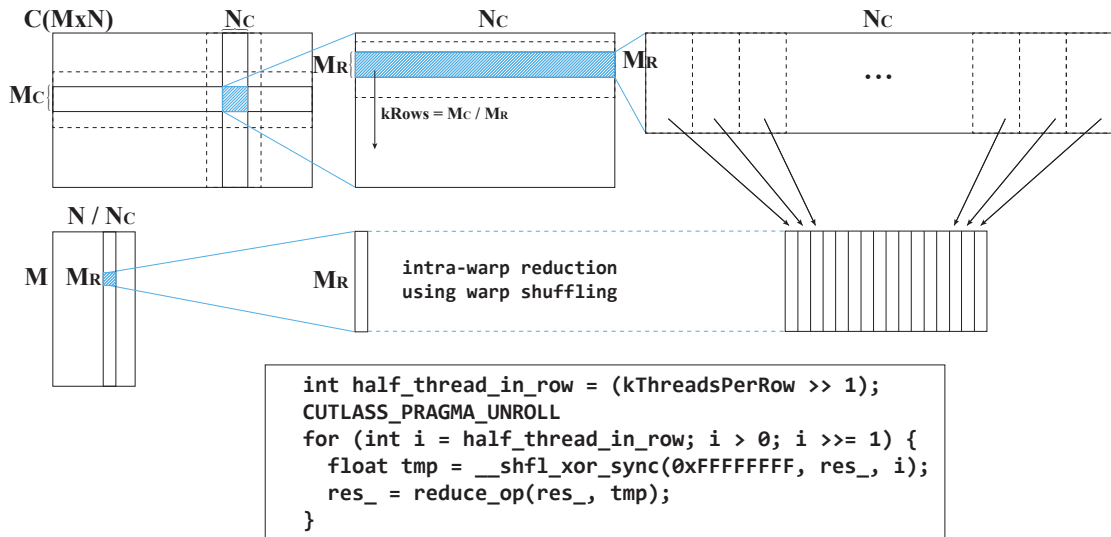 C(MxN)
NC
NC
NC
MC
MR
MR
kRows = MC / MR
...
N / NC
M
MR
MR
intra-warp reduction
using warp shuffling
int half_thread_in_row = (kThreadsPerRow >> 1);
CUTLASS_PRAGMA_UNROLL
for (int i = half_thread_in_row; i > 0; i >>= 1) {
  float tmp = __shfl_xor_sync(0xFFFFFFFF, res_, i);
  res_ = reduce_op(res_, tmp);
}